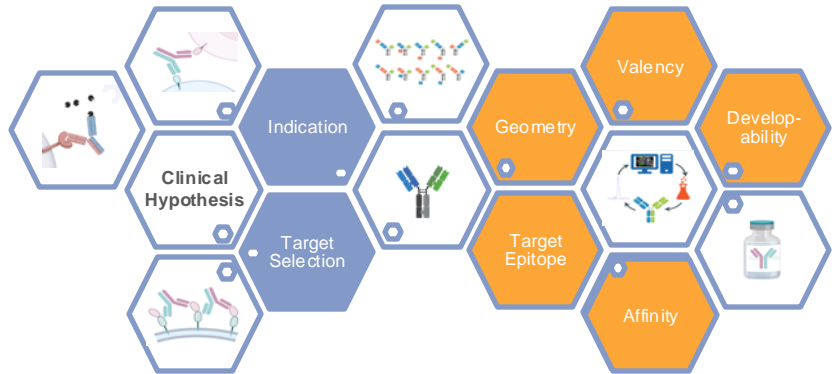 Clinical
Hypothesis
Indication
Target
Selection
Geometry
Target
Epitope
Valency
Affinity
Develop-
ability